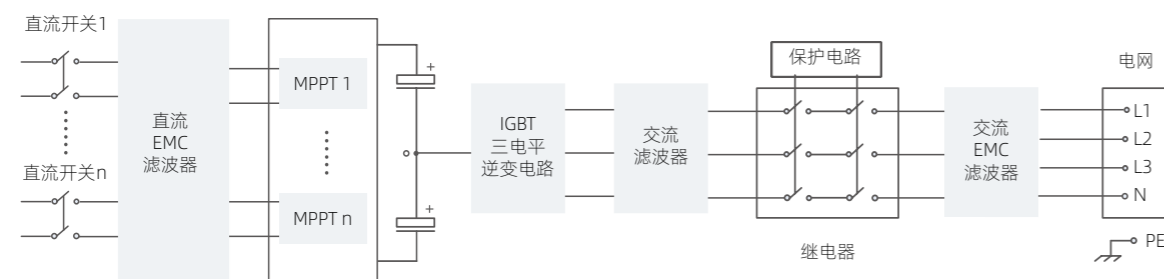 直流开关1
直流开关n
直流
EMC
滤波器
MPPT 1
MPPT n
+
+
IGBT
三电平
逆变电路
交流
滤波器
保护电路
继电器
交流
EMC
滤波器
电网
L1
L2
L3
N
PE